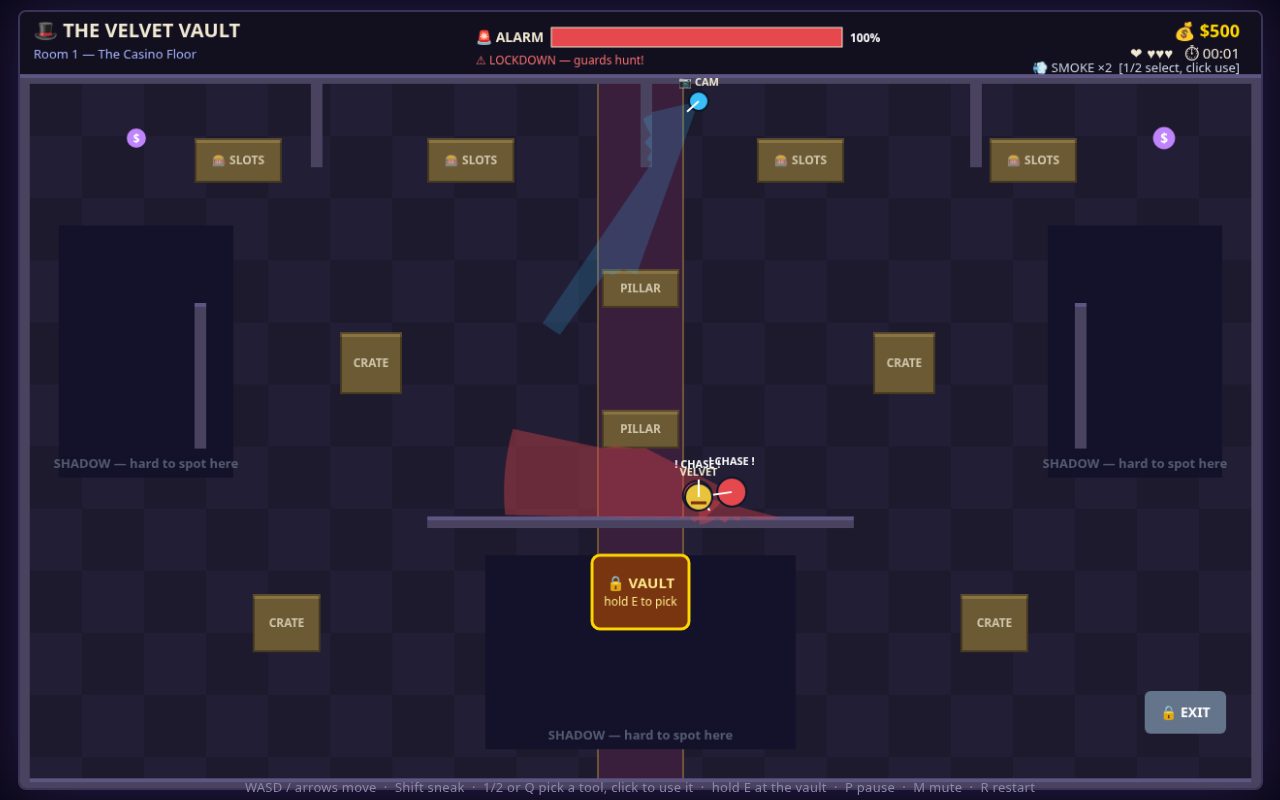 THE VELVET VAULT
Room 1 — The Casino Floor
🚨 ALARM 100%
⚠ LOCKDOWN — guards hunt!
💰 $500
❤ ♥♥♥ ⏱ 00:01
💨 SMOKE ×2 [1/2 select, click use]
📷 CAM
$
$
🎰 SLOTS
🎰 SLOTS
🎰 SLOTS
🎰 SLOTS
PILLAR
CRATE
CRATE
PILLAR
SHADOW — hard to spot here
SHADOW — hard to spot here
! CHASE !
! CHASE !
VELVET
🔒 VAULT
hold E to pick
CRATE
CRATE
🔒 EXIT
SHADOW — hard to spot here
WASD / arrows move · Shift sneak · 1/2 or Q pick a tool, click to use it · hold E at the vault · P pause · M mute · R restart